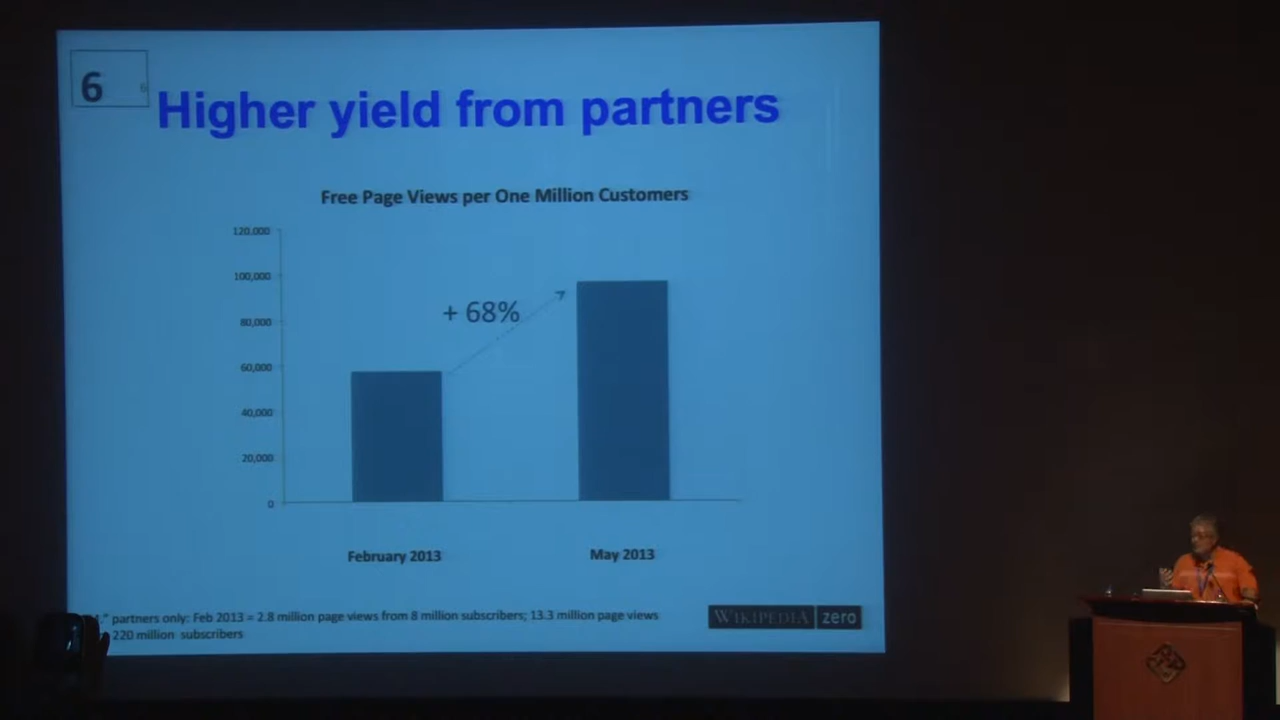 6 6
Higher yield from partners
Free Page Views per One Million Customers
120,000
100,000
80,000
60,000
40,000
20,000
0
+ 68%
February 2013
May 2013
" partners only: Feb 2013 = 2.8 million page views from 8 million subscribers; 13.3 million page views
220 million subscribers
WIKIPEDIA zero